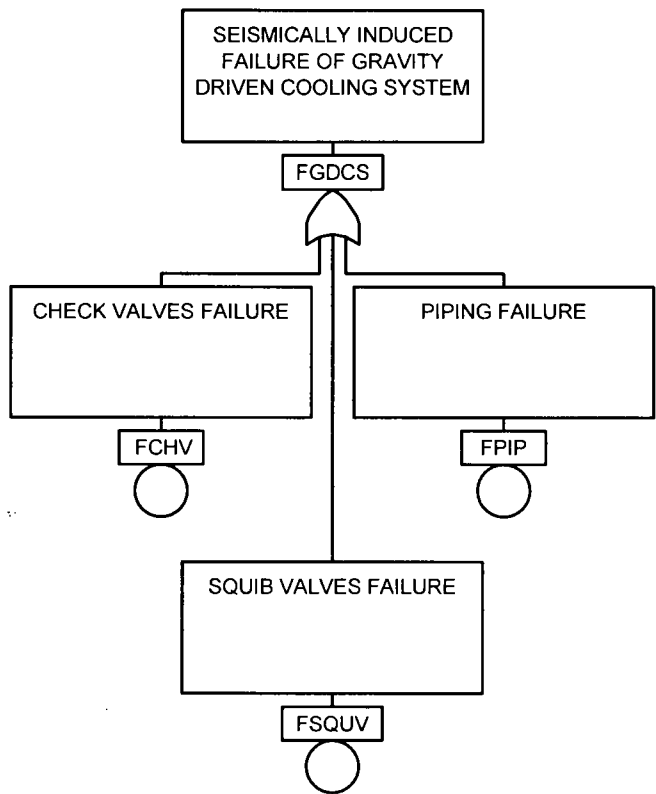 SEISMICALLY INDUCED
FAILURE OF GRAVITY
DRIVEN COOLING SYSTEM
FGDCS
CHECK VALVES FAILURE
FCHV
PIPING FAILURE
FPIP
SQUIB VALVES FAILURE
FSQUV